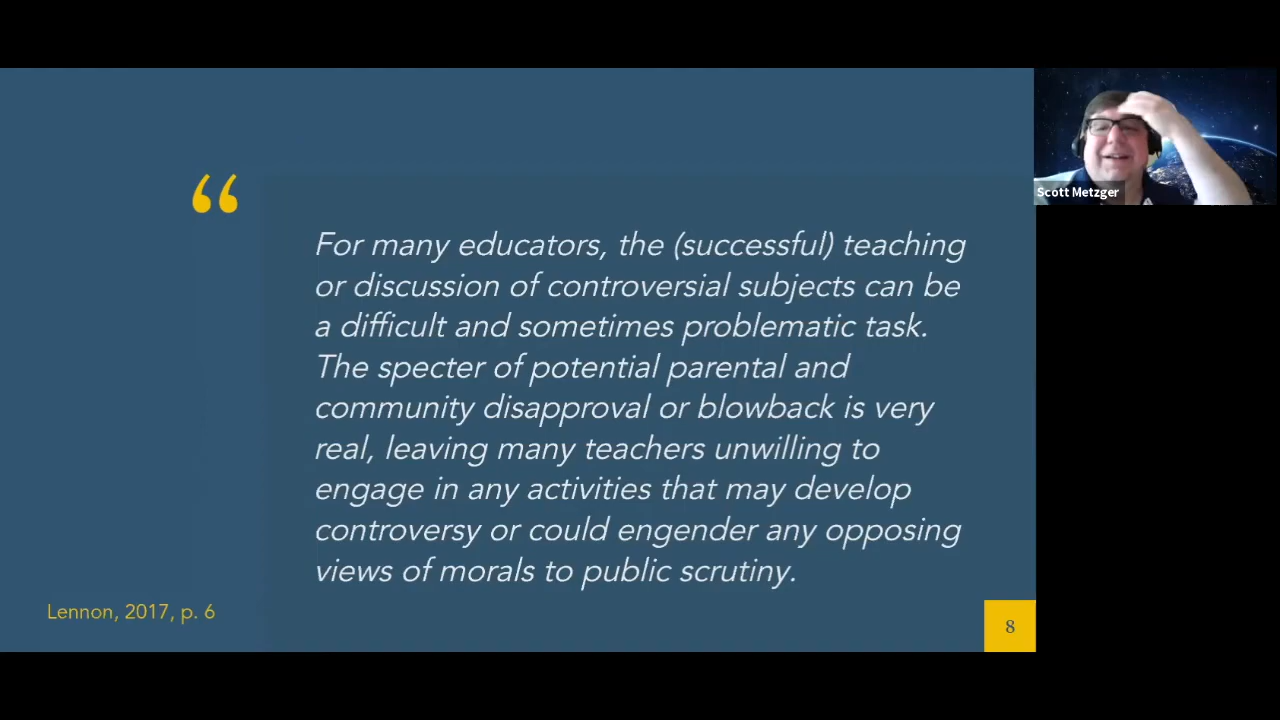 “
For many educators, the (successful) teaching
or discussion of controversial subjects can be
a difficult and sometimes problematic task.
The specter of potential parental and
community disapproval or blowback is very
real, leaving many teachers unwilling to
engage in any activities that may develop
controversy or could engender any opposing
views of morals to public scrutiny.
Lennon, 2017, p. 6
8
Scott Metzger